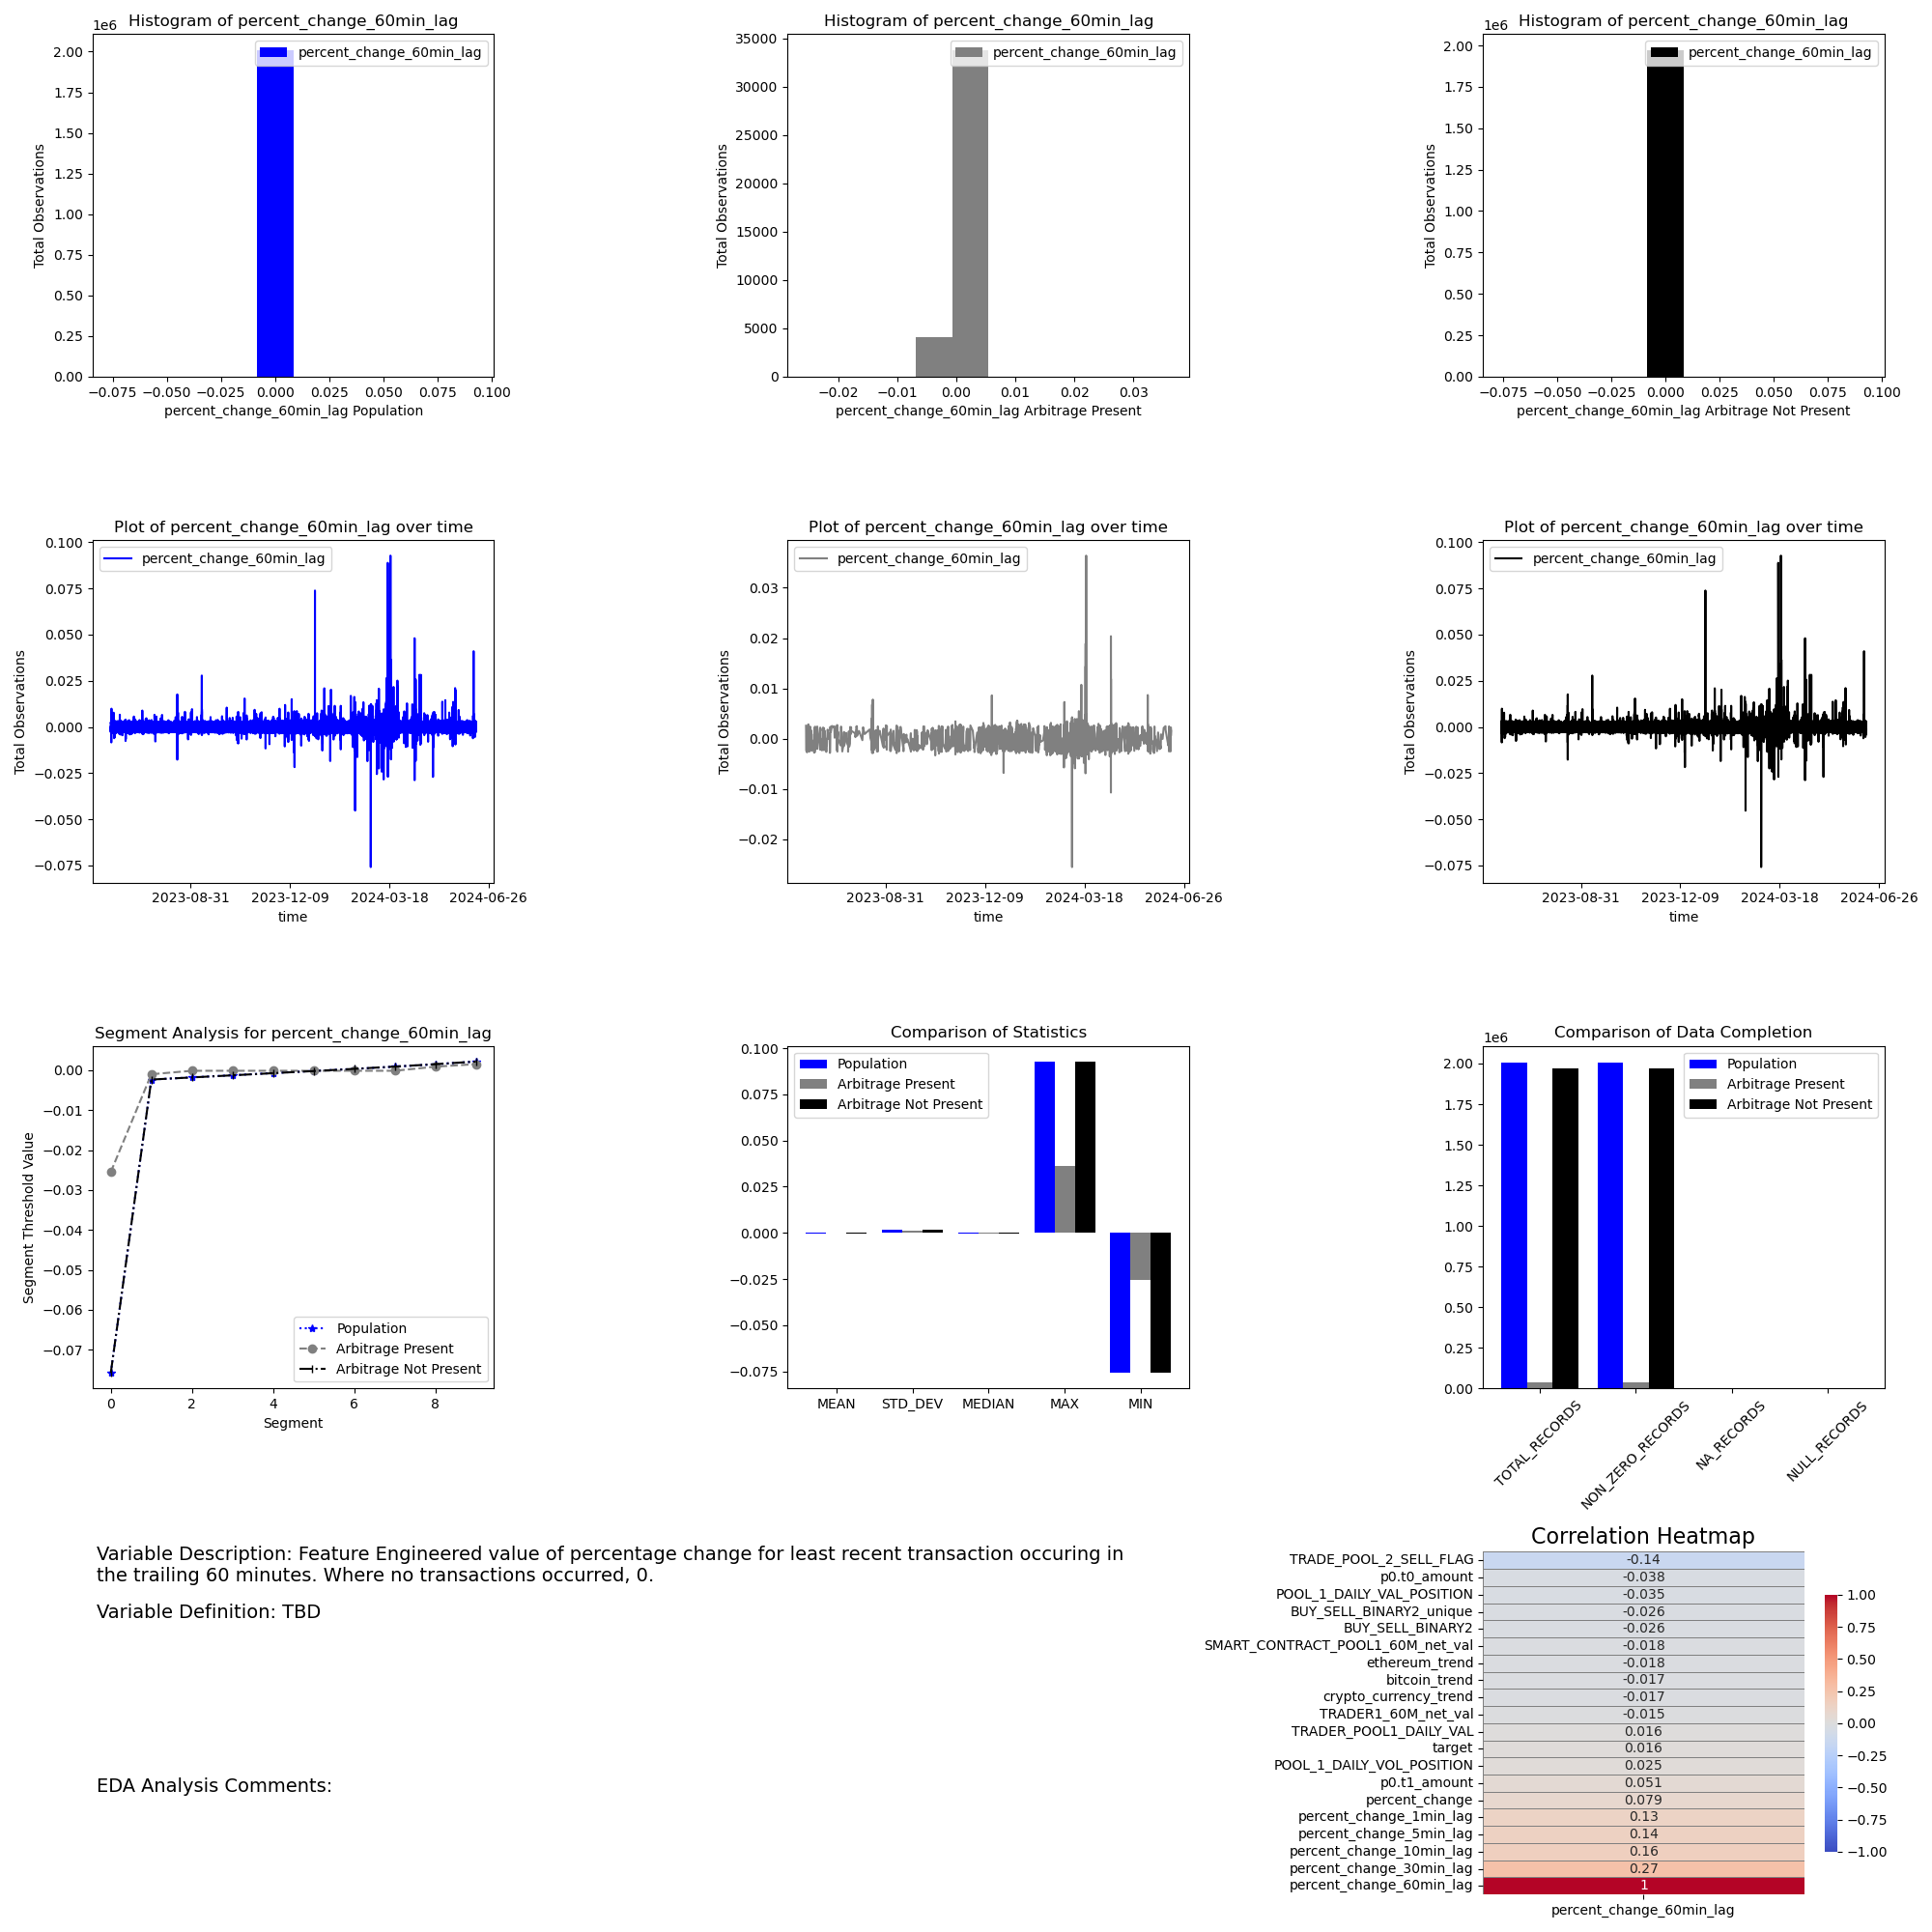 Histogram of percent_change_60min_lag
1e6
percent_change_60min_lag
2.00
1.75
1.50
1.25
1.00
0.75
0.50
0.25
0.00
Total Observations
−0.075 −0.050 −0.025 0.000 0.025 0.050 0.075 0.100
percent_change_60min_lag Population
Histogram of percent_change_60min_lag
percent_change_60min_lag
35000
30000
25000
20000
15000
10000
5000
0
Total Observations
−0.02 −0.01 0.00 0.01 0.02 0.03
percent_change_60min_lag Arbitrage Present
Histogram of percent_change_60min_lag
1e6
percent_change_60min_lag
2.00
1.75
1.50
1.25
1.00
0.75
0.50
0.25
0.00
Total Observations
−0.075 −0.050 −0.025 0.000 0.025 0.050 0.075 0.100
percent_change_60min_lag Arbitrage Not Present
Plot of percent_change_60min_lag over time
percent_change_60min_lag
0.100
0.075
0.050
0.025
0.000
−0.025
−0.050
−0.075
Total Observations
2023-08-31 2023-12-09 2024-03-18 2024-06-26
time
Plot of percent_change_60min_lag over time
percent_change_60min_lag
0.03
0.02
0.01
0.00
−0.01
−0.02
Total Observations
2023-08-31 2023-12-09 2024-03-18 2024-06-26
time
Plot of percent_change_60min_lag over time
percent_change_60min_lag
0.100
0.075
0.050
0.025
0.000
−0.025
−0.050
−0.075
Total Observations
2023-08-31 2023-12-09 2024-03-18 2024-06-26
time
Segment Analysis for percent_change_60min_lag
0.00
−0.01
−0.02
−0.03
−0.04
−0.05
−0.06
−0.07
Segment Threshold Value
Population
Arbitrage Present
Arbitrage Not Present
0 2 4 6 8
Segment
Comparison of Statistics
Population
Arbitrage Present
Arbitrage Not Present
0.100
0.075
0.050
0.025
0.000
−0.025
−0.050
−0.075
MEAN STD_DEV MEDIAN MAX MIN
Comparison of Data Completion
1e6
Population
Arbitrage Present
Arbitrage Not Present
2.00
1.75
1.50
1.25
1.00
0.75
0.50
0.25
0.00
TOTAL_RECORDS NON_ZERO_RECORDS NA_RECORDS NULL_RECORDS
Variable Description: Feature Engineered value of percentage change for least recent transaction occuring in
the trailing 60 minutes. Where no transactions occurred, 0.
Variable Definition: TBD
EDA Analysis Comments:
Correlation Heatmap
TRADE_POOL_2_SELL_FLAG -0.14
p0.t0_amount -0.038
POOL_1_DAILY_VAL_POSITION -0.035
BUY_SELL_BINARY2_unique -0.026
BUY_SELL_BINARY2 -0.026
SMART_CONTRACT_POOL1_60M_net_val -0.018
ethereum_trend -0.018
bitcoin_trend -0.017
crypto_currency_trend -0.017
TRADER1_60M_net_val -0.015
TRADER_POOL1_DAILY_VAL 0.016
target 0.016
POOL_1_DAILY_VOL_POSITION 0.025
p0.t1_amount 0.051
percent_change 0.079
percent_change_1min_lag 0.13
percent_change_5min_lag 0.14
percent_change_10min_lag 0.16
percent_change_30min_lag 0.27
percent_change_60min_lag 1
percent_change_60min_lag
1.00
0.75
0.50
0.25
0.00
−0.25
−0.50
−0.75
−1.00